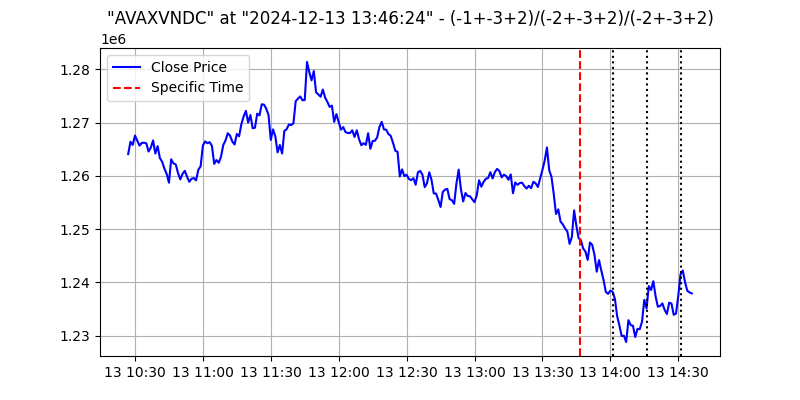 "AVAXVNDC" at "2024-12-13 13:46:24" - (-1+-3+2)/(-2+-3+2)/(-2+-3+2)
1e6
Close Price
Specific Time
1.28
1.27
1.26
1.25
1.24
1.23
13 10:30 13 11:00 13 11:30 13 12:00 13 12:30 13 13:00 13 13:30 13 14:00 13 14:30